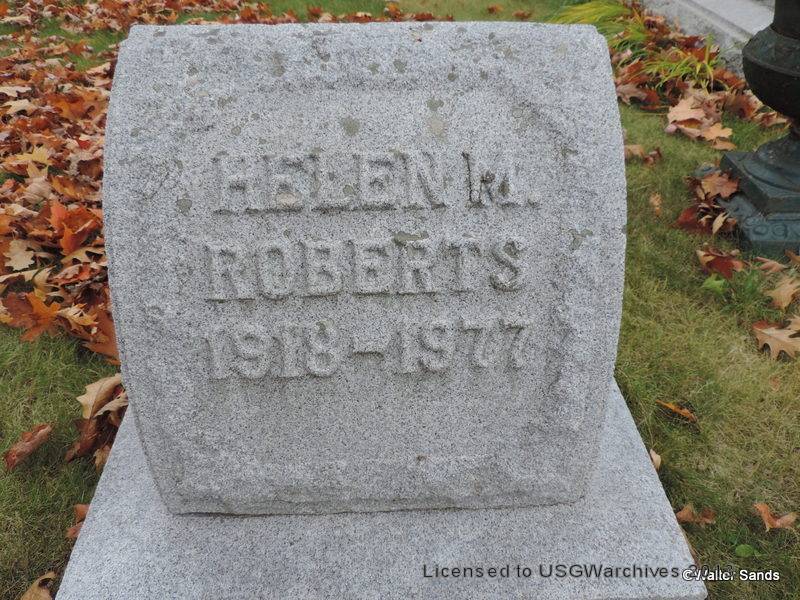 HELEN M.
ROBERTS
1918-1977
Licensed to USGWarchives
©Walter Sands